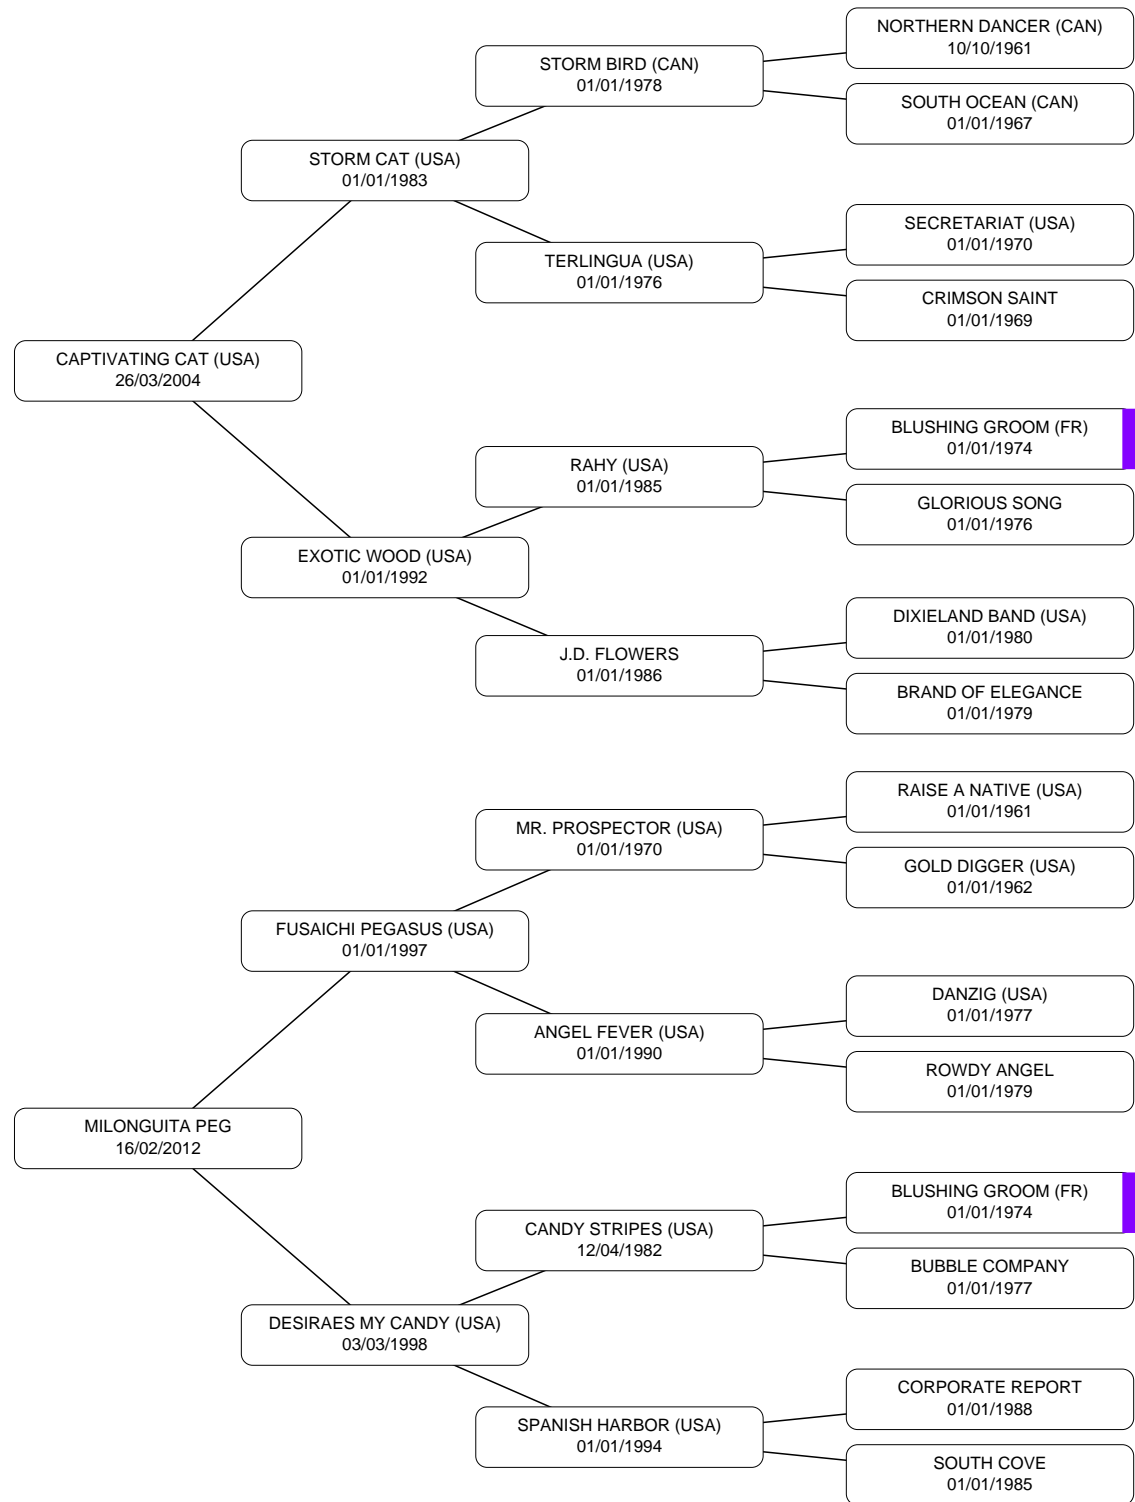 NORTHERN DANCER (CAN)
10/10/1961
STORM BIRD (CAN)
01/01/1978
SOUTH OCEAN (CAN)
01/01/1967
STORM CAT (USA)
01/01/1983
SECRETARIAT (USA)
01/01/1970
TERLINGUA (USA)
01/01/1976
CRIMSON SAINT
01/01/1969
CAPTIVATING CAT (USA)
26/03/2004
BLUSHING GROOM (FR)
01/01/1974
RAHY (USA)
01/01/1985
GLORIOUS SONG
01/01/1976
EXOTIC WOOD (USA)
01/01/1992
DIXIELAND BAND (USA)
01/01/1980
J.D. FLOWERS
01/01/1986
BRAND OF ELEGANCE
01/01/1979
RAISE A NATIVE (USA)
01/01/1961
MR. PROSPECTOR (USA)
01/01/1970
GOLD DIGGER (USA)
01/01/1962
FUSAICHI PEGASUS (USA)
01/01/1997
DANZIG (USA)
01/01/1977
ANGEL FEVER (USA)
01/01/1990
ROWDY ANGEL
01/01/1979
MILONGUITA PEG
16/02/2012
BLUSHING GROOM (FR)
01/01/1974
CANDY STRIPES (USA)
12/04/1982
BUBBLE COMPANY
01/01/1977
DESIRAES MY CANDY (USA)
03/03/1998
CORPORATE REPORT
01/01/1988
SPANISH HARBOR (USA)
01/01/1994
SOUTH COVE
01/01/1985